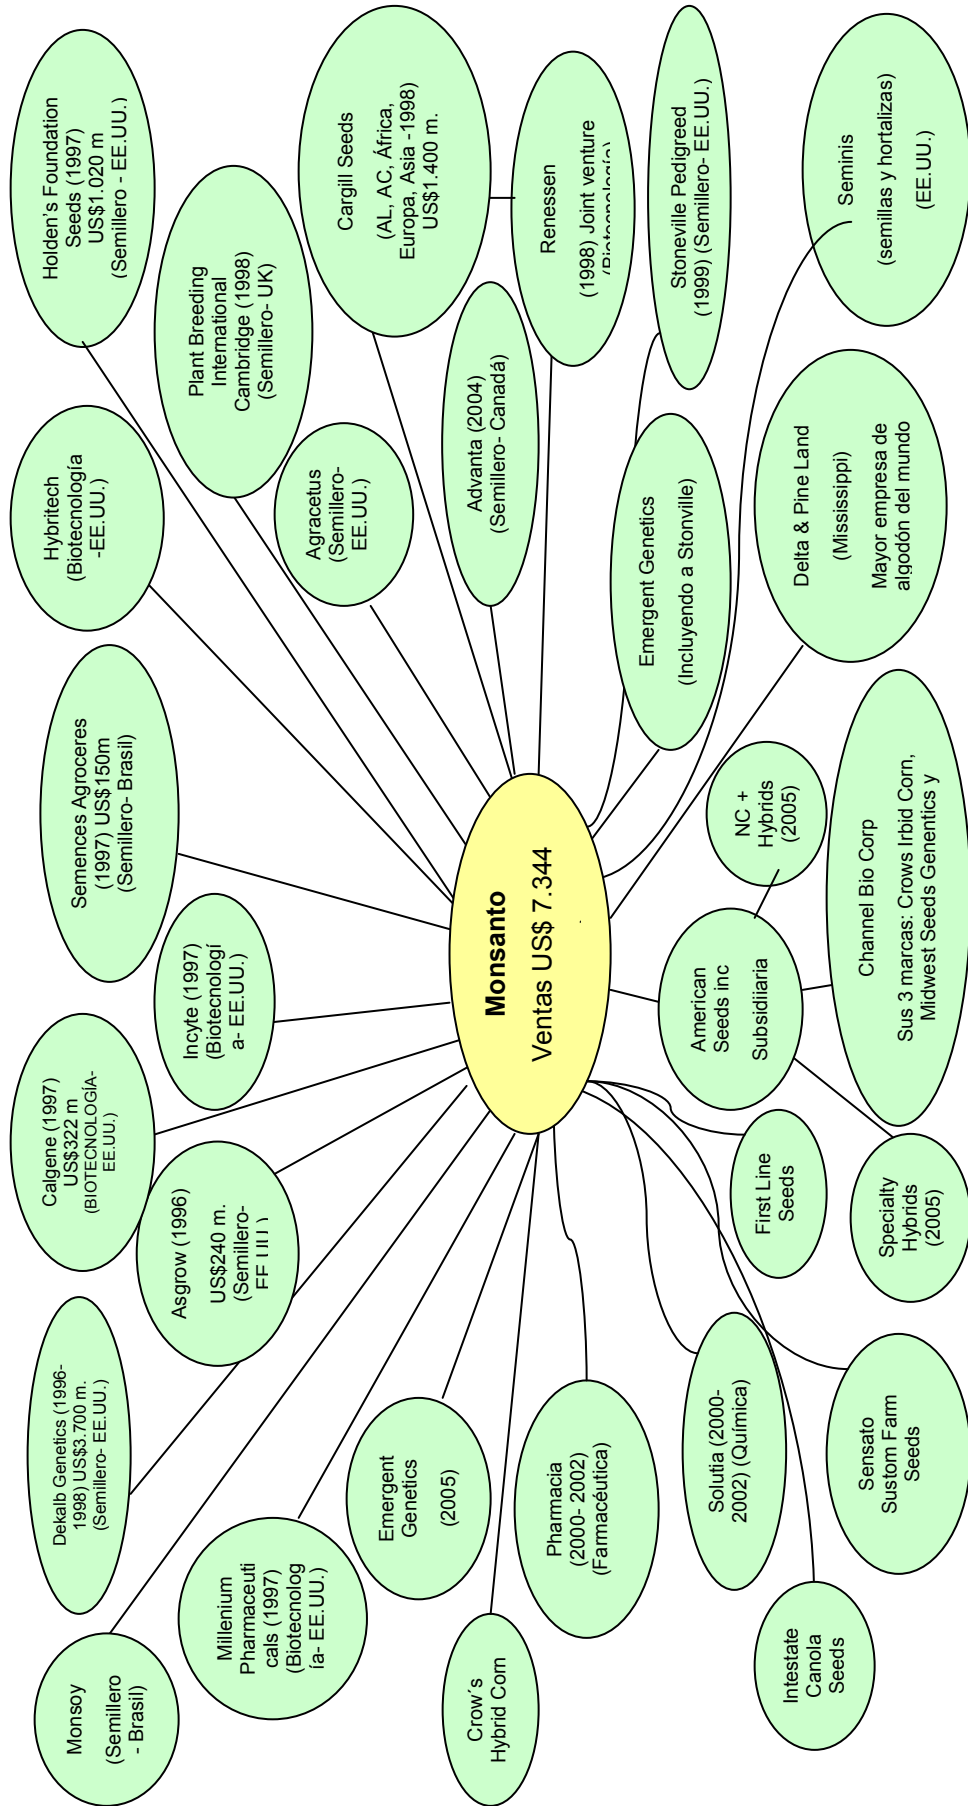 Monsoy
(Semillero
- Brasil)
Dekalb Genetics (1996-
1998) US$3.700 m.
(Semillero- EE.UU.)
Calgene (1997)
US$322 m
(BIOTECNOLOGÍA-
EE.UU.)
Semences Agroceres
(1997) US$150m
(Semillero- Brasil)
Hybritech
(Biotecnología
-EE.UU.)
Holden's Foundation
Seeds (1997)
US$1.020 m
(Semillero - EE.UU.)
Millenium
Pharmaceuti
cals (1997)
(Biotecnolog
ía- EE.UU.)
Asgrow (1996)
US$240 m.
(Semillero-
EE.UU.)
Incyte (1997)
(Biotecnologí
a- EE.UU.)
Plant Breeding
International
Cambridge (1998)
(Semillero- UK)
Agracetus
(Semillero-
EE.UU.)
Cargill Seeds
(AL, AC, África,
Europa, Asia -1998)
US$1.400 m.
Emergent
Genetics
(2005)
Advanta (2004)
(Semillero- Canadá)
Crow´s
Hybrid Corn
Monsanto
Ventas US$ 7.344
Renessen
(1998) Joint venture
(Biotecnología)
Pharmacia
(2000- 2002)
(Farmacéutica)
Emergent Genetics
(Incluyendo a Stonville)
Stoneville Pedigreed
(1999) (Semillero- EE.UU.)
Solutia (2000-
2002) (Química)
First Line
Seeds
American
Seeds inc
Subsidiiaria
NC +
Hybrids
(2005)
Delta & Pine Land
(Mississippi)
Mayor empresa de
algodón del mundo
Seminis
(semillas y hortalizas)
(EE.UU.)
Intestate
Canola
Seeds
Sensato
Sustom Farm
Seeds
Specialty
Hybrids
(2005)
Channel Bio Corp
Sus 3 marcas: Crows Irbid Corn,
Midwest Seeds Genentics y